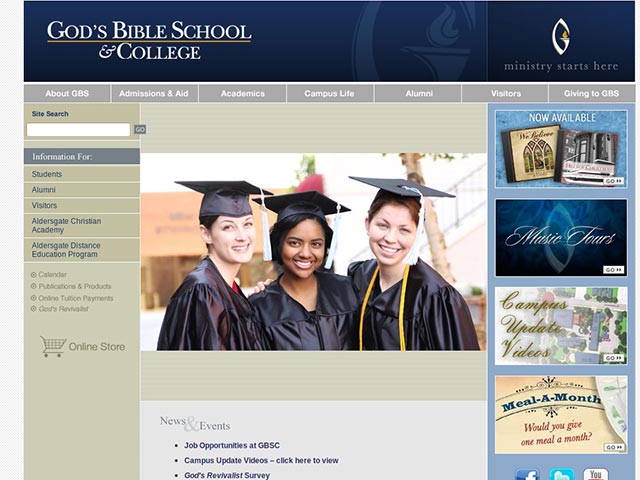 GOD'S BIBLE SCHOOL
& COLLEGE
ministry starts here
About GBS
Admissions & Aid
Academics
Campus Life
Alumni
Visitors
Giving to GBS
Site Search
GO
Information For:
Students
Alumni
Visitors
Aldersgate Christian
Academy
Aldersgate Distance
Education Program
Calendar
Publications & Products
Online Tuition Payments
God's Revivalist
Online Store
News & Events
Job Opportunities at GBSC
Campus Update Videos – click here to view
God's Revivalist Survey
NOW AVAILABLE
We Believe
GO
Music Tours
GO
Campus
Update
Videos
GO
Meal-A-Month
Would you give
one meal a month?
GO